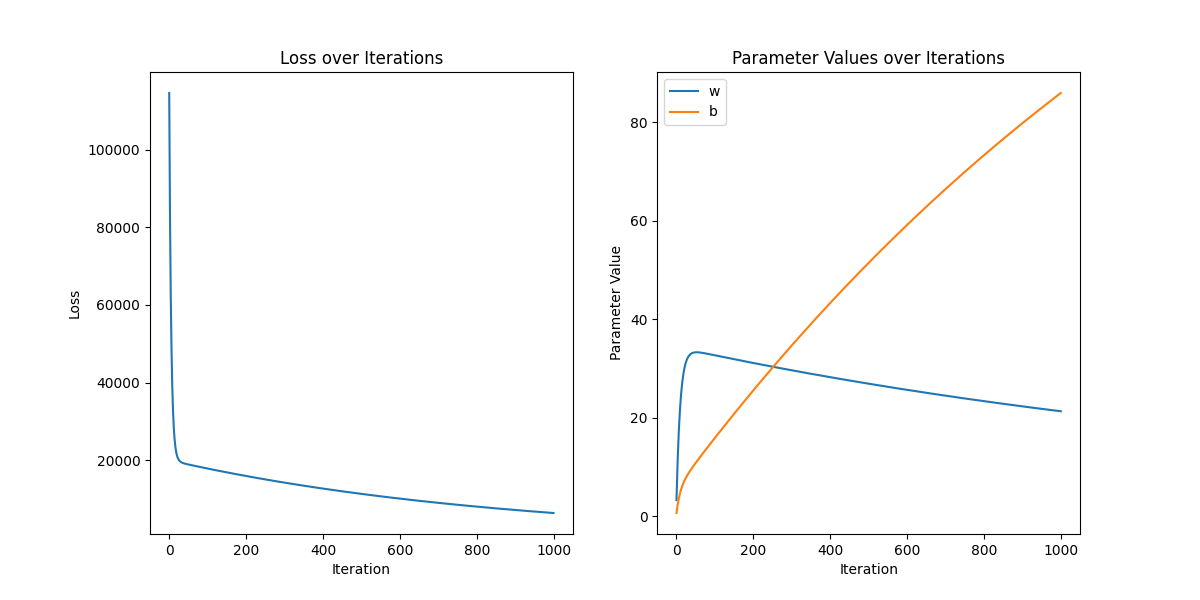 Loss over Iterations
Loss
100000
80000
60000
40000
20000
0 200 400 600 800 1000
Iteration
Parameter Values over Iterations
w
b
Parameter Value
80
60
40
20
0
0 200 400 600 800 1000
Iteration